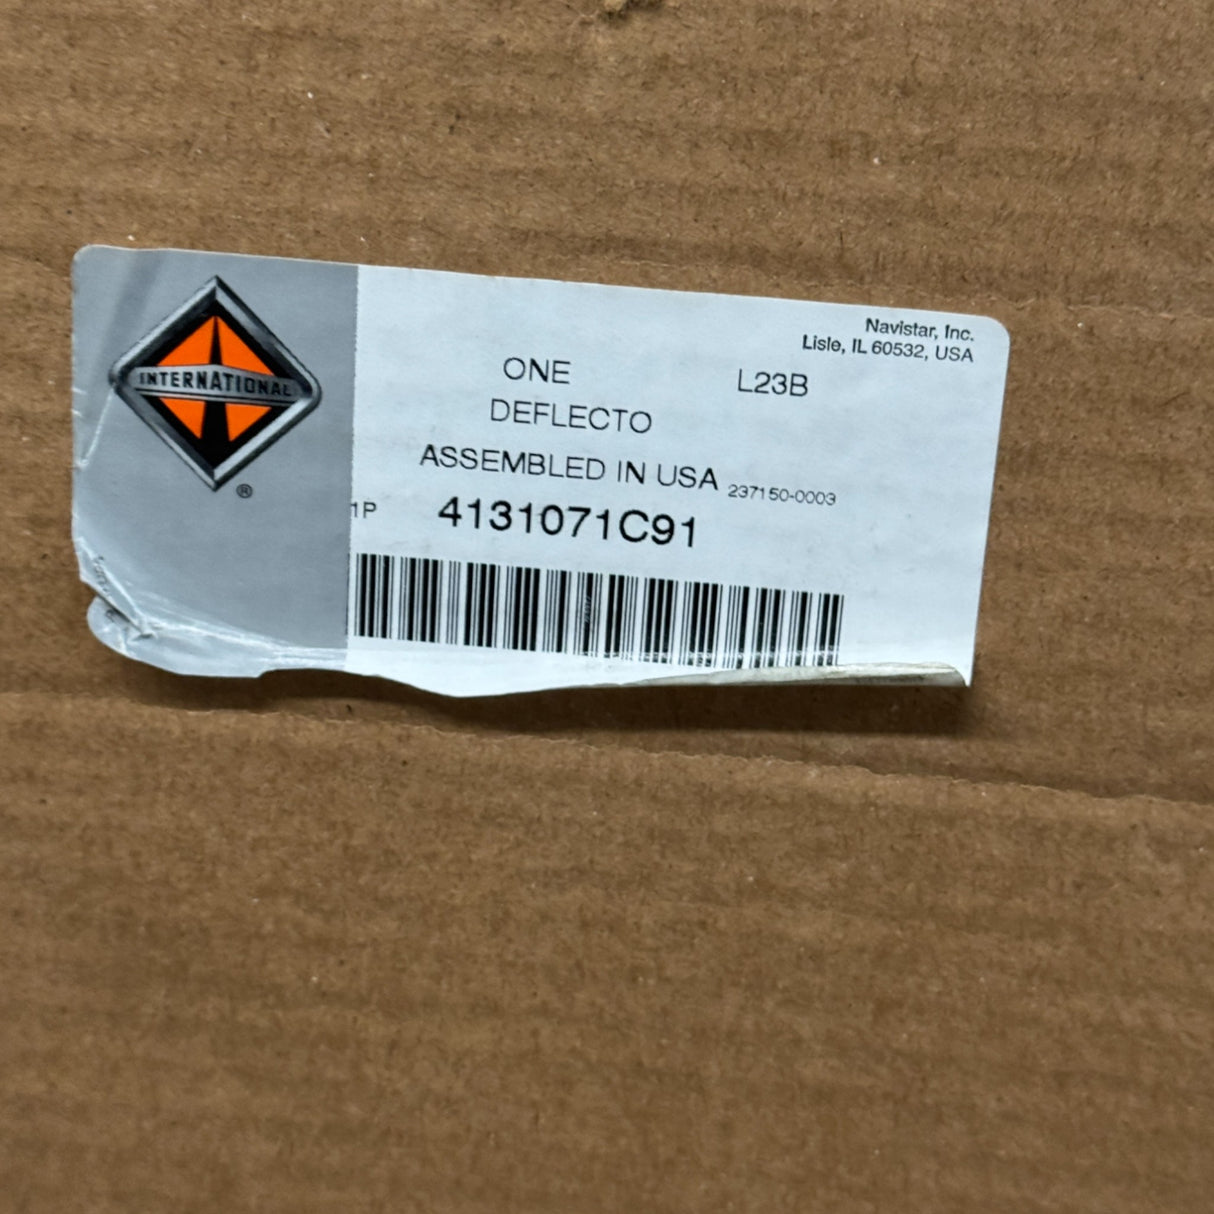 INTERNATIONAL
®
Navistar, Inc.
Lisle, IL 60532, USA
ONE L23B
DEFLECTO
ASSEMBLED IN USA 237150-0003
1P 4131071C91